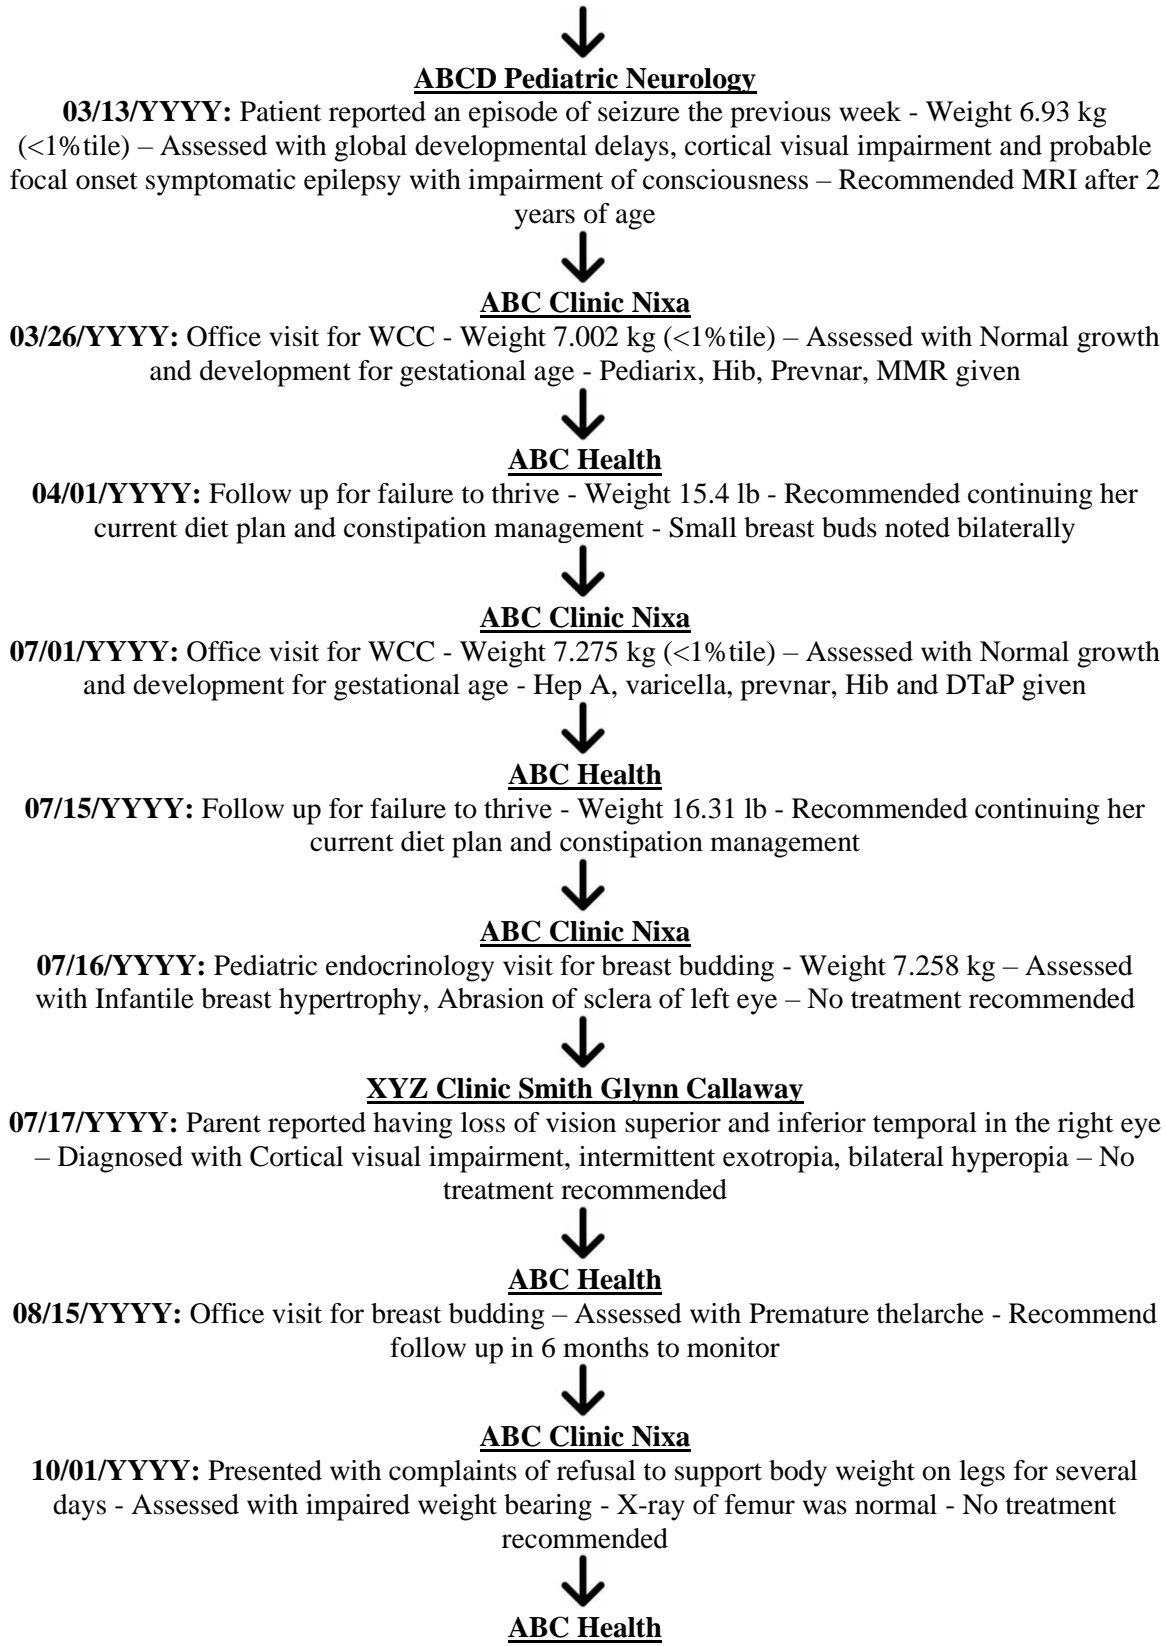 ABCD Pediatric Neurology
03/13/YYYY: Patient reported an episode of seizure the previous week - Weight 6.93 kg
(<1%tile) – Assessed with global developmental delays, cortical visual impairment and probable
focal onset symptomatic epilepsy with impairment of consciousness – Recommended MRI after 2
years of age
ABC Clinic Nixa
03/26/YYYY: Office visit for WCC - Weight 7.002 kg (<1%tile) – Assessed with Normal growth
and development for gestational age - Pediarix, Hib, Prevnar, MMR given
ABC Health
04/01/YYYY: Follow up for failure to thrive - Weight 15.4 lb - Recommended continuing her
current diet plan and constipation management - Small breast buds noted bilaterally
ABC Clinic Nixa
07/01/YYYY: Office visit for WCC - Weight 7.275 kg (<1%tile) – Assessed with Normal growth
and development for gestational age - Hep A, varicella, prevnar, Hib and DTaP given
ABC Health
07/15/YYYY: Follow up for failure to thrive - Weight 16.31 lb - Recommended continuing her
current diet plan and constipation management
ABC Clinic Nixa
07/16/YYYY: Pediatric endocrinology visit for breast budding - Weight 7.258 kg – Assessed
with Infantile breast hypertrophy, Abrasion of sclera of left eye – No treatment recommended
XYZ Clinic Smith Glynn Callaway
07/17/YYYY: Parent reported having loss of vision superior and inferior temporal in the right eye
– Diagnosed with Cortical visual impairment, intermittent exotropia, bilateral hyperopia – No
treatment recommended
ABC Health
08/15/YYYY: Office visit for breast budding – Assessed with Premature thelarche - Recommend
follow up in 6 months to monitor
ABC Clinic Nixa
10/01/YYYY: Presented with complaints of refusal to support body weight on legs for several
days - Assessed with impaired weight bearing - X-ray of femur was normal - No treatment
recommended
ABC Health